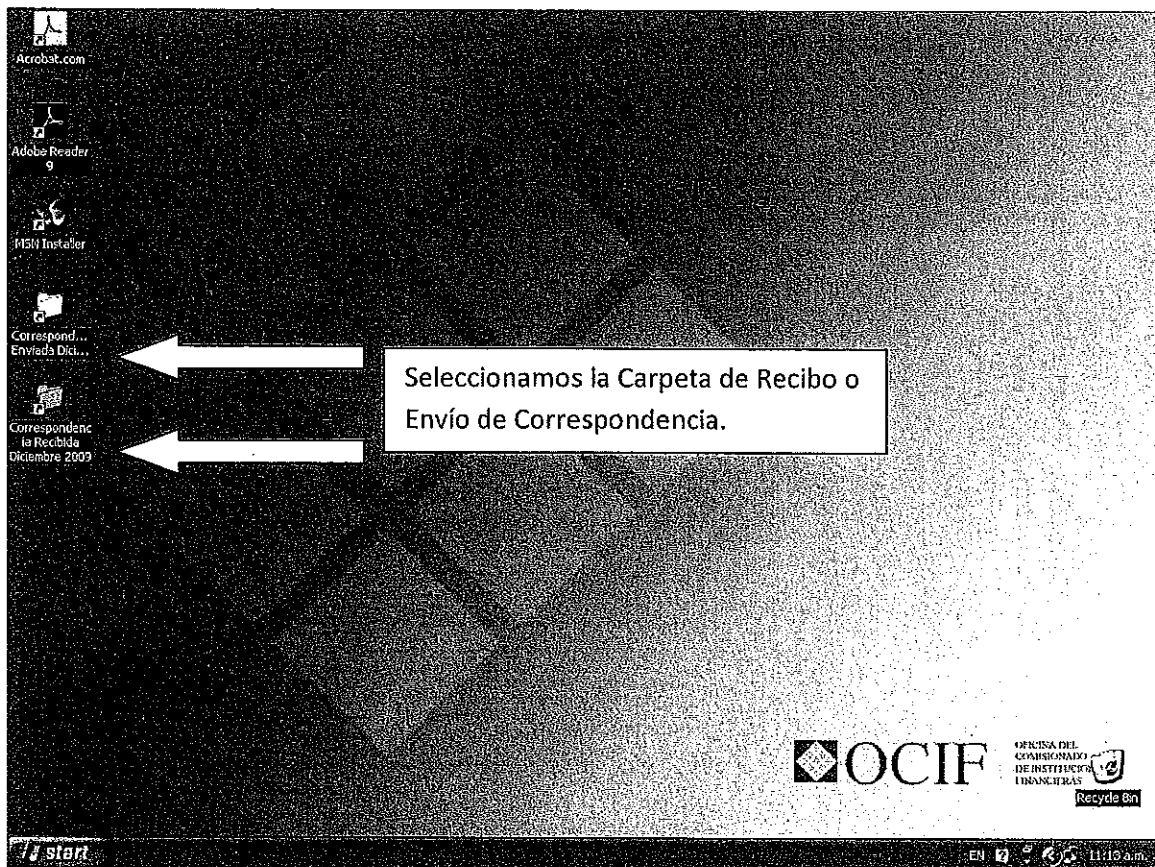 Acrobat.com
Adobe Reader
9
MSN Installer
Correspond...
Enviada Dici...
Correspondenc
ia Recibida
Diciembre 2009
Seleccionamos la Carpeta de Recibo o
Envío de Correspondencia.
OCIF
OFICINA DEL
COMISIONADO
DE INSTITUCIO
FINANCIERAS
Recycle Bin
start
EN
11:10 a.m.